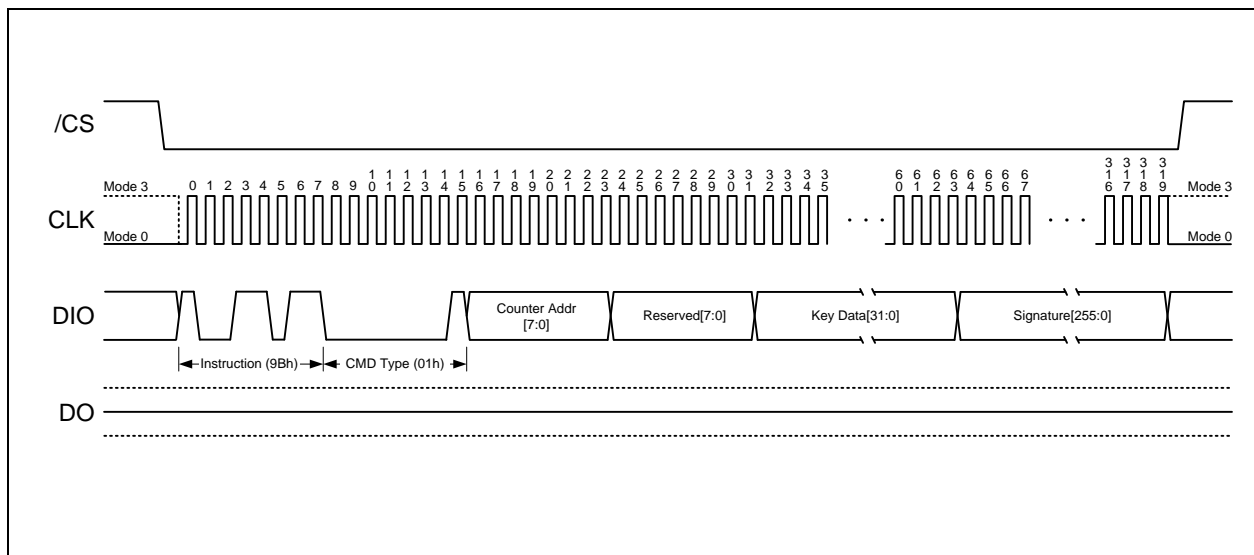 /CS
Mode 3
0 1 2 3 4 5 6 7 8 9 10 11 12 13 14 15 16 17 18 19 20 21 22 23 24 25 26 27 28 29 30 31 32 33 34 35 60 61 62 63 64 65 66 67 316 317 318 319
Mode 3
CLK
. . .
. . .
Mode 0
Mode 0
DIO
Counter Addr
[7:0]
Reserved[7:0]
Key Data[31:0]
Signature[255:0]
Instruction (9Bh)
CMD Type (01h)
DO